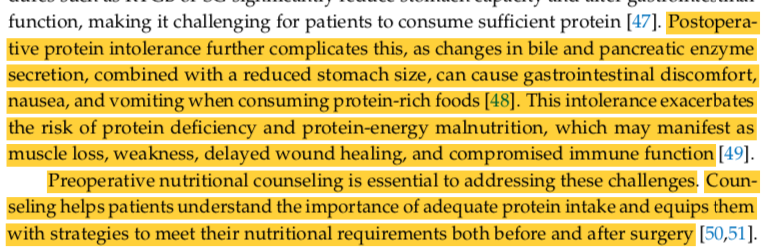 function, making it challenging for patients to consume sufficient protein [47]. Postopera-
tive protein intolerance further complicates this, as changes in bile and pancreatic enzyme
secretion, combined with a reduced stomach size, can cause gastrointestinal discomfort,
nausea, and vomiting when consuming protein-rich foods [48]. This intolerance exacerbates
the risk of protein deficiency and protein-energy malnutrition, which may manifest as
muscle loss, weakness, delayed wound healing, and compromised immune function [49].
Preoperative nutritional counseling is essential to addressing these challenges. Coun-
seling helps patients understand the importance of adequate protein intake and equips them
with strategies to meet their nutritional requirements both before and after surgery [50,51].